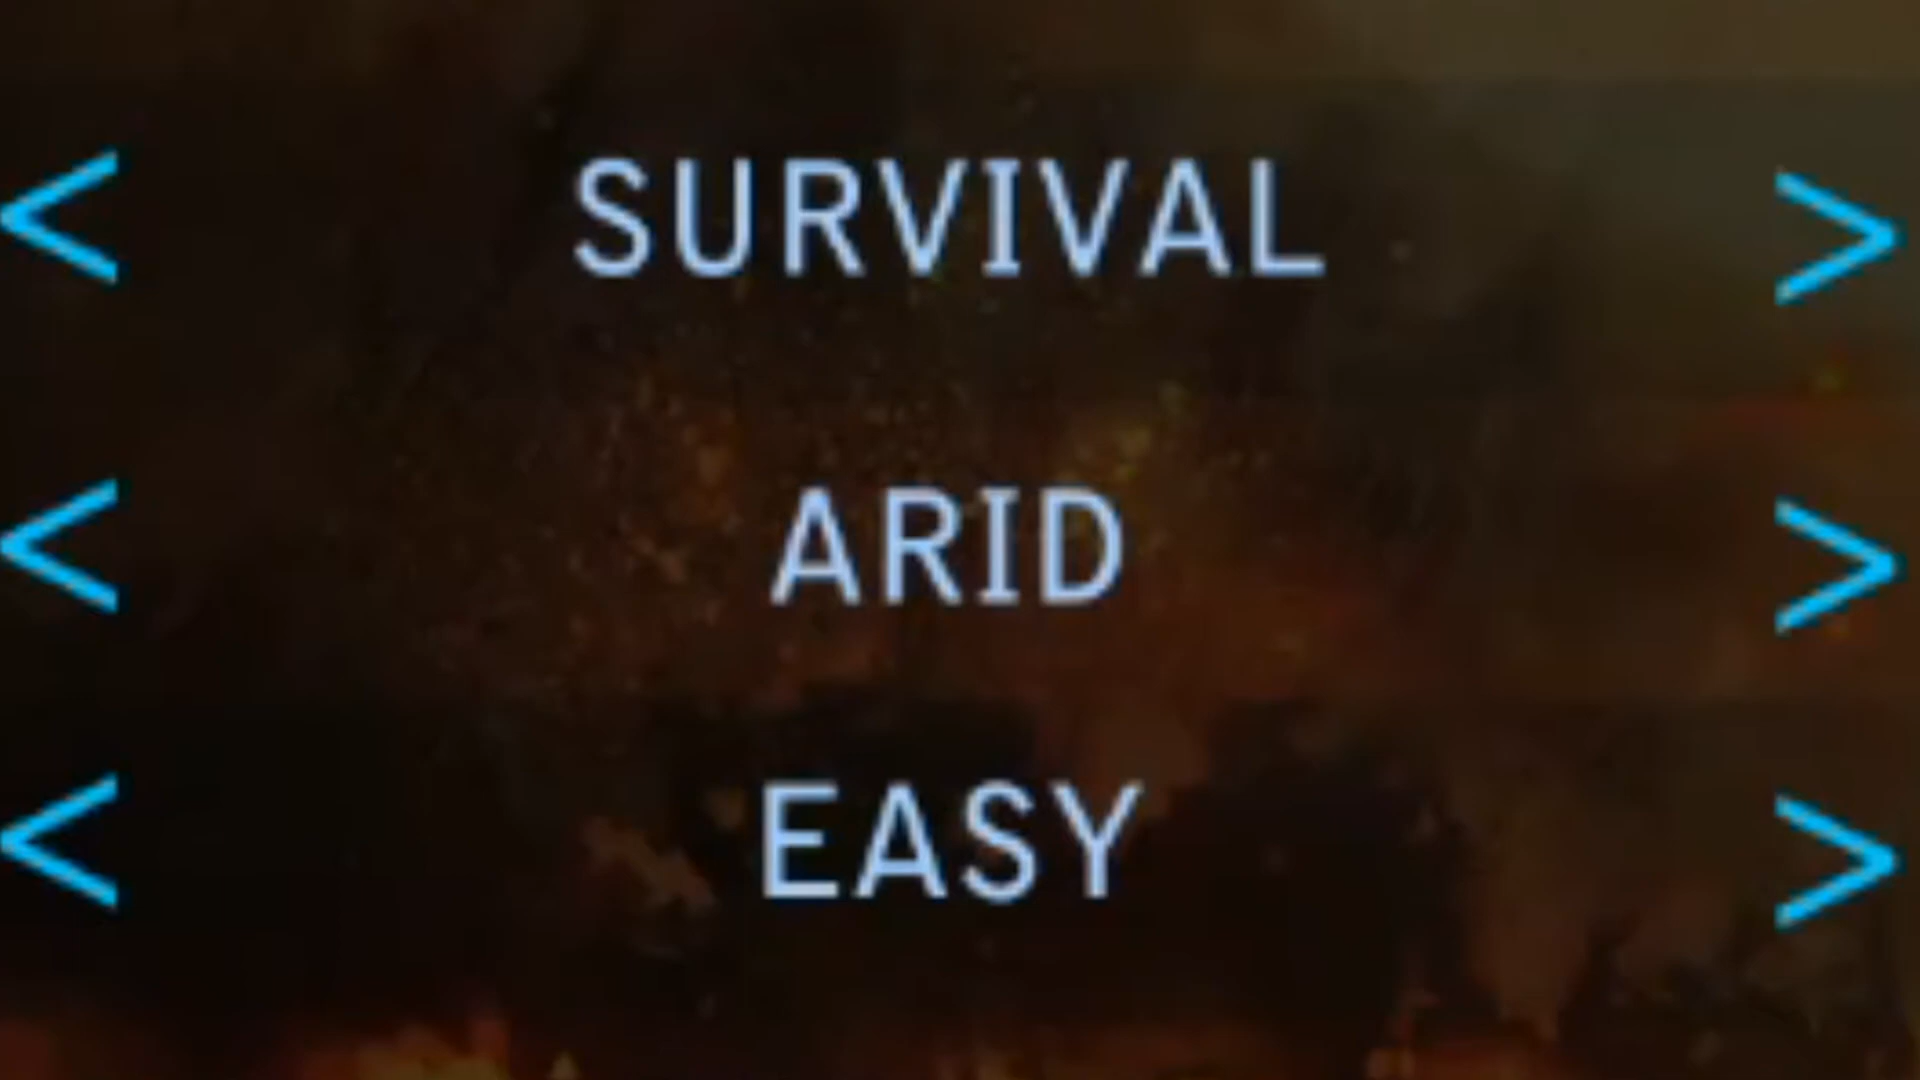 < SURVIVAL >
< ARID >
< EASY >